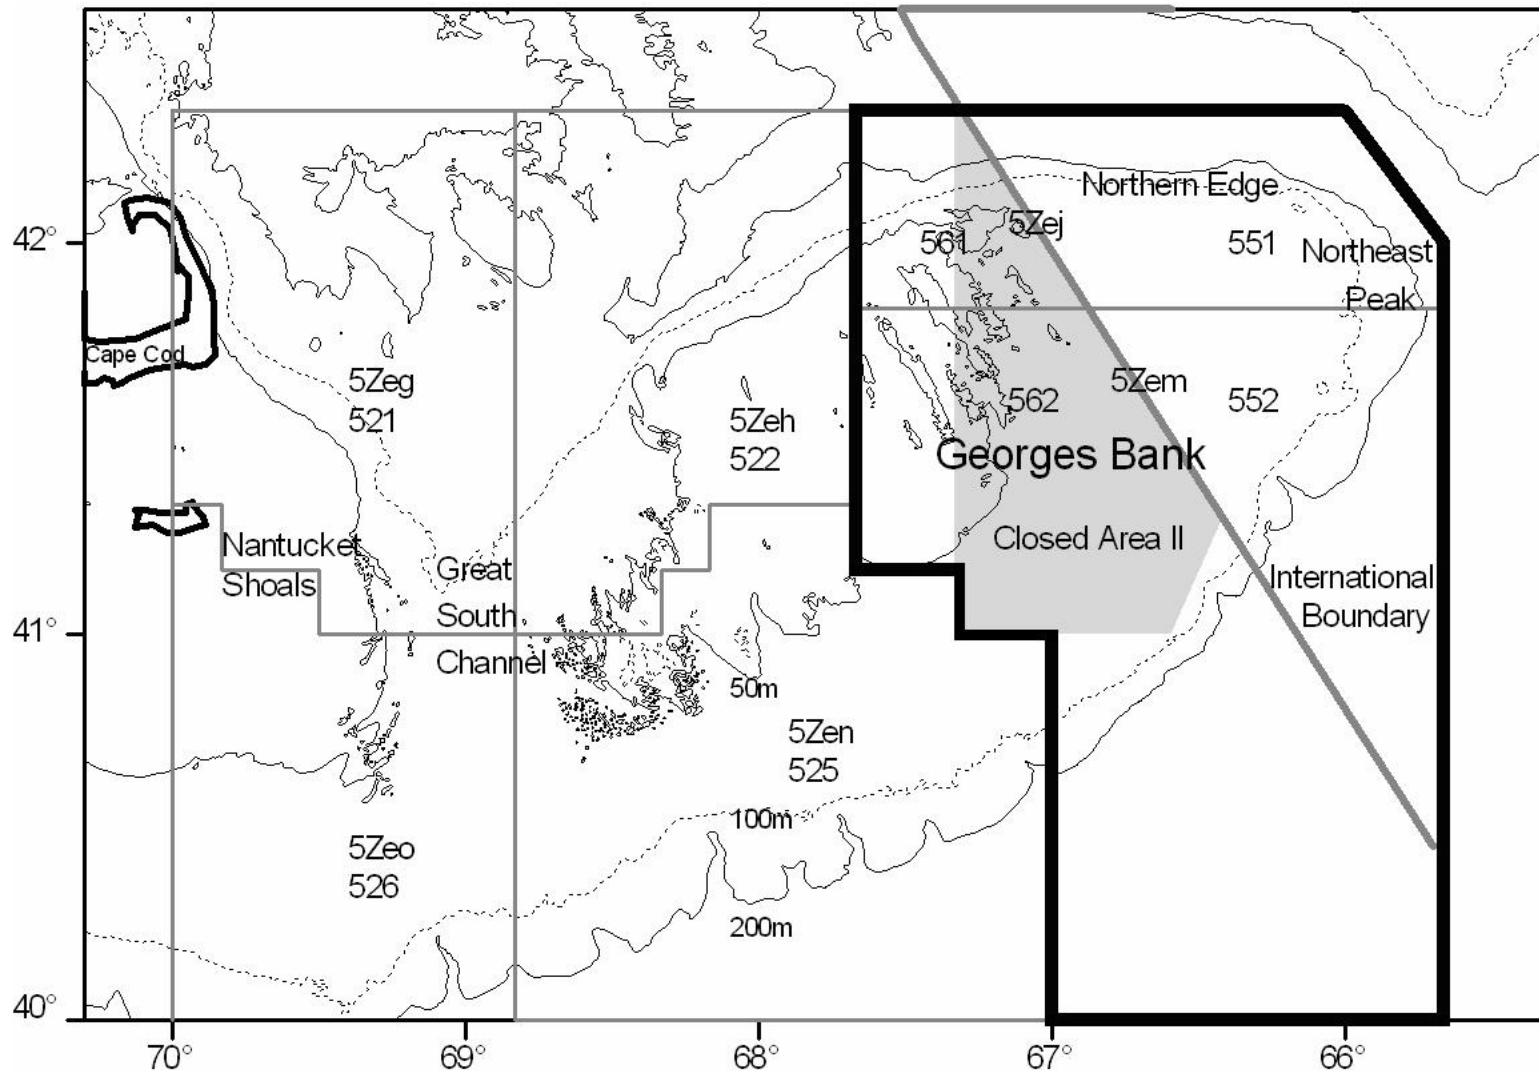 Northern Edge
5Zej
42°
561
551
Northeast
Peak
Cape Cod
5Zeg
521
5Zem
562
552
5Zeh
522
Georges Bank
Closed Area II
Nantucket
Shoals
Great
South
Channel
International
Boundary
41°
50m
5Zen
525
100m
5Zeo
526
200m
40°
70°
69°
68°
67°
66°